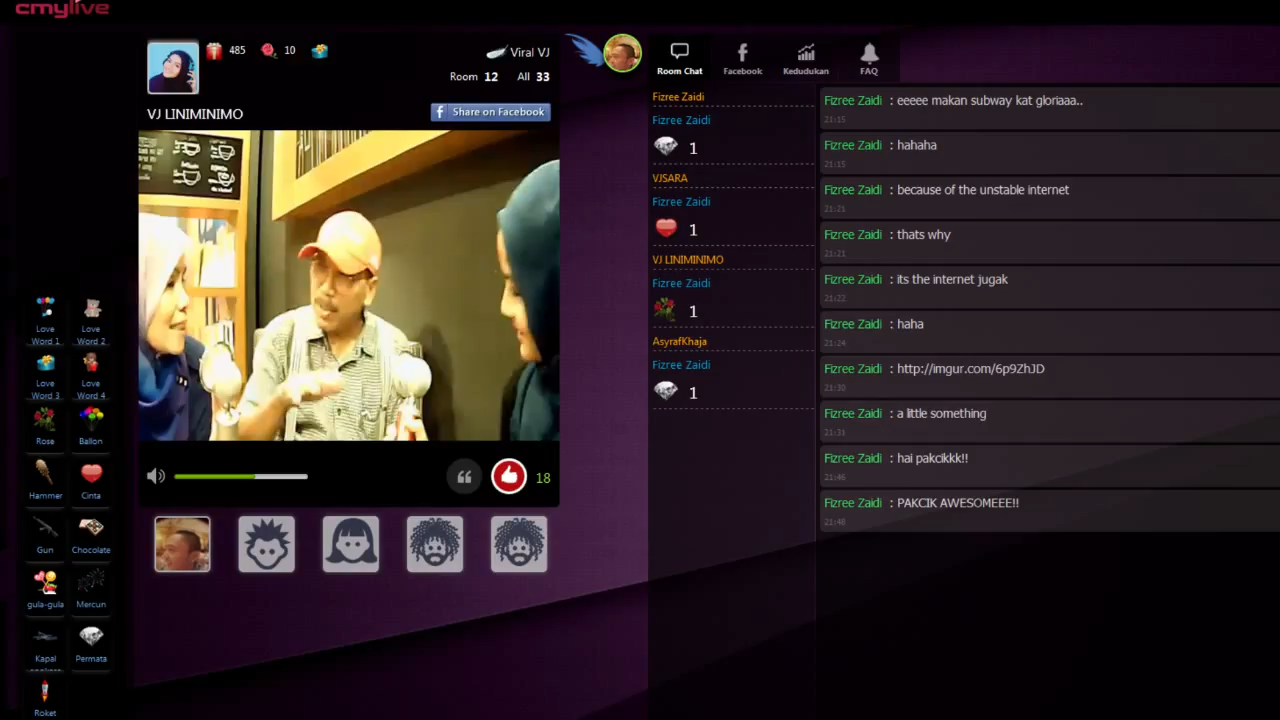 cmylive
485
10
Viral VJ
Room 12
All 33
VJ LINIMINIMO
Share on Facebook
18
Love
Word 1
Love
Word 2
Love
Word 3
Love
Word 4
Rose
Ballon
Hammer
Cinta
Gun
Chocolate
gula-gula
Mercun
Kapal
Permata
Roket
Room Chat
Facebook
Kedudukan
FAQ
Fizree Zaidi
Fizree Zaidi
1
VJSARA
Fizree Zaidi
1
VJ LINIMINIMO
Fizree Zaidi
1
AsyrafKhaja
Fizree Zaidi
1
Fizree Zaidi : eeeee makan subway kat gloriaaa..
21:15
Fizree Zaidi : hahaha
21:15
Fizree Zaidi : because of the unstable internet
21:21
Fizree Zaidi : thats why
21:21
Fizree Zaidi : its the internet jugak
21:22
Fizree Zaidi : haha
21:24
Fizree Zaidi : http://imgur.com/6p9ZhJD
21:30
Fizree Zaidi : a little something
21:31
Fizree Zaidi : hai pakcikkk!!
21:46
Fizree Zaidi : PAKCIK AWESOMEEE!!
21:48